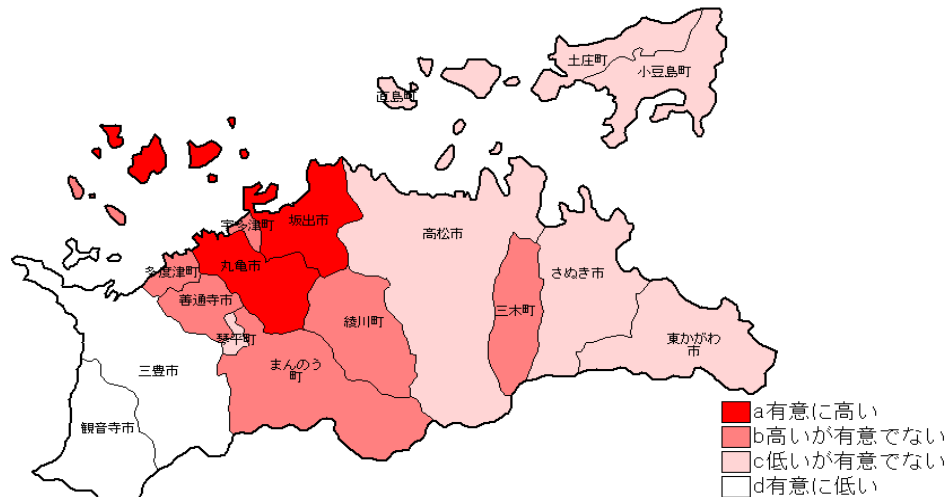 土庄町
小豆島町
直島町
宇多津町
坂出市
高松市
丸亀市
多度津町
さぬき市
善通寺市
三木町
綾川町
琴平町
東かがわ
市
まんのう
町
三豊市
観音寺市
a有意に高い
b高いが有意でない
c低いが有意でない
d有意に低い